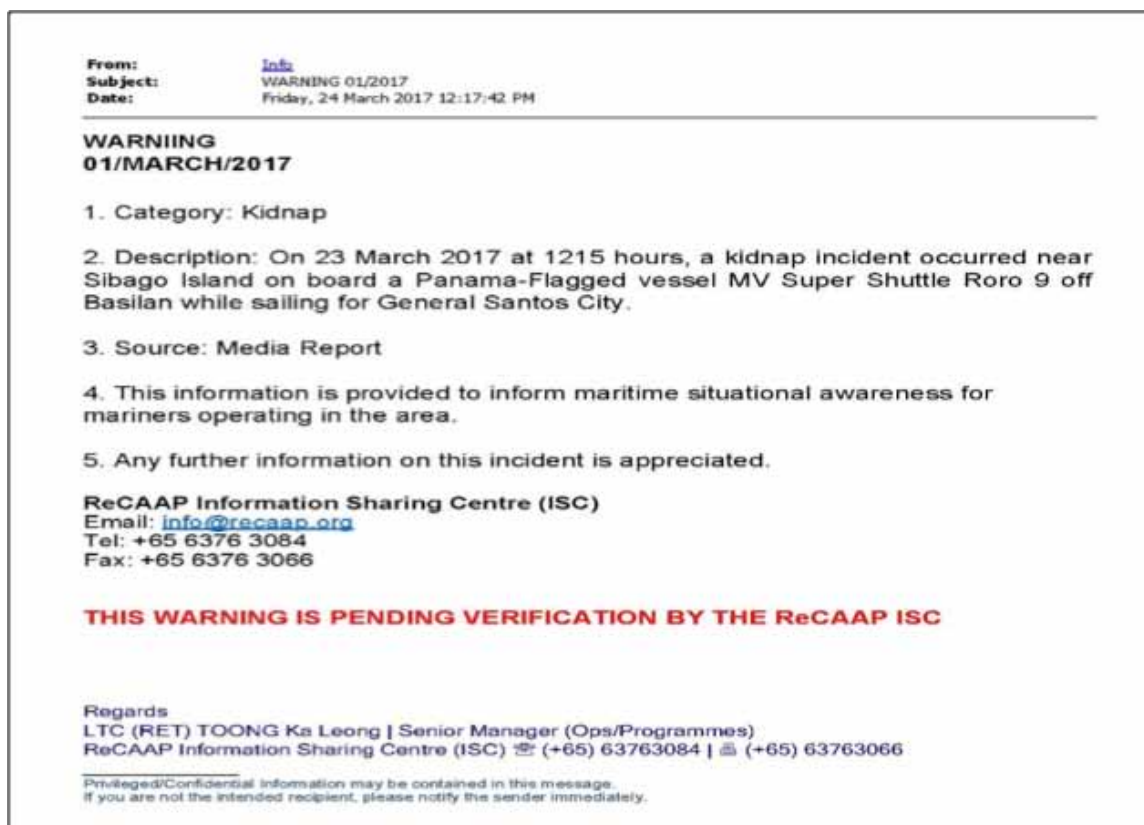 From: Info
Subject: WARNING 01/2017
Date: Friday, 24 March 2017 12:17:42 PM
WARNIING
01/MARCH/2017
1. Category: Kidnap
2. Description: On 23 March 2017 at 1215 hours, a kidnap incident occurred near
Sibago Island on board a Panama-Flagged vessel MV Super Shuttle Roro 9 off
Basilan while sailing for General Santos City.
3. Source: Media Report
4. This information is provided to inform maritime situational awareness for
mariners operating in the area.
5. Any further information on this incident is appreciated.
ReCAAP Information Sharing Centre (ISC)
Email: info@recaap.org
Tel: +65 6376 3084
Fax: +65 6376 3066
THIS WARNING IS PENDING VERIFICATION BY THE ReCAAP ISC
Regards
LTC (RET) TOONG Ka Leong | Senior Manager (Ops/Programmes)
ReCAAP Information Sharing Centre (ISC) ☏ (+65) 63763084 | 🖷 (+65) 63763066
Privileged/Confidential Information may be contained in this message.
If you are not the intended recipient, please notify the sender immediately.